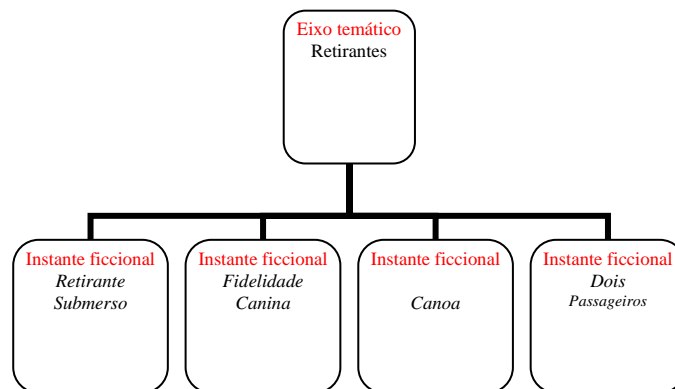 Eixo temático
Retirantes
Instante ficcional
Retirante
Submerso
Instante ficcional
Fidelidade
Canina
Instante ficcional
Canoa
Instante ficcional
Dois
Passageiros